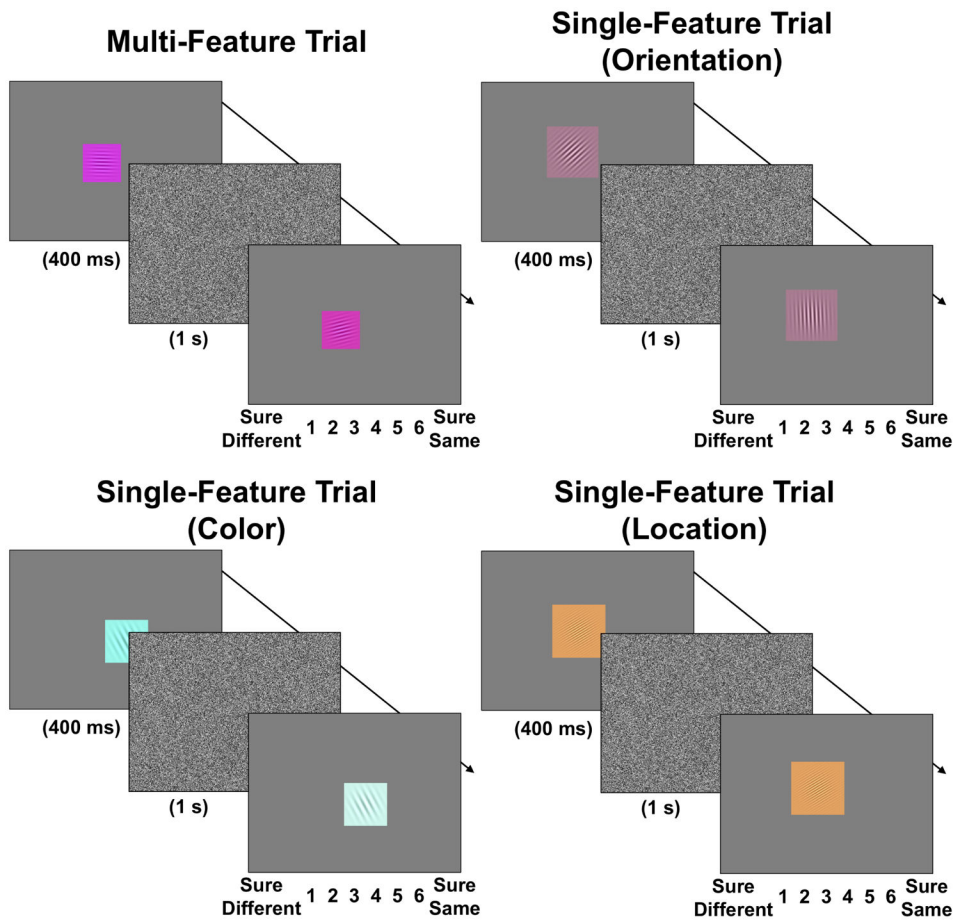 Multi-Feature Trial
(400 ms)
(1 s)
Sure Different 1 2 3 4 5 6 Sure Same
Single-Feature Trial
(Orientation)
(400 ms)
(1 s)
Sure Different 1 2 3 4 5 6 Sure Same
Single-Feature Trial
(Color)
(400 ms)
(1 s)
Sure Different 1 2 3 4 5 6 Sure Same
Single-Feature Trial
(Location)
(400 ms)
(1 s)
Sure Different 1 2 3 4 5 6 Sure Same